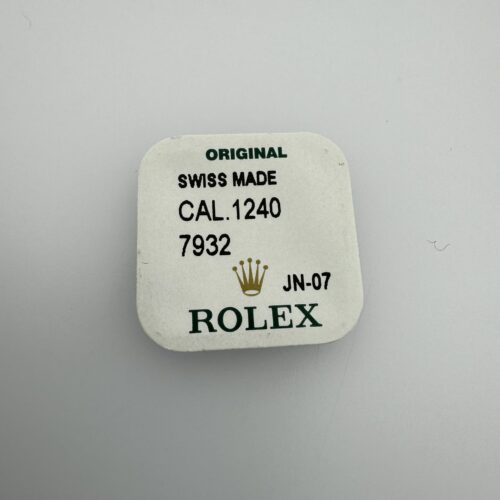 ORIGINAL
SWISS MADE
CAL.1240
7932
JN-07
ROLEX